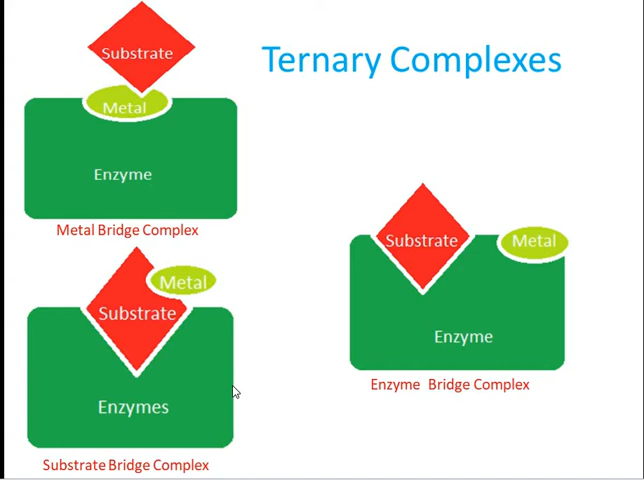 Ternary Complexes
Substrate
Metal
Enzyme
Metal Bridge Complex
Metal
Substrate
Enzymes
Substrate Bridge Complex
Substrate
Metal
Enzyme
Enzyme Bridge Complex